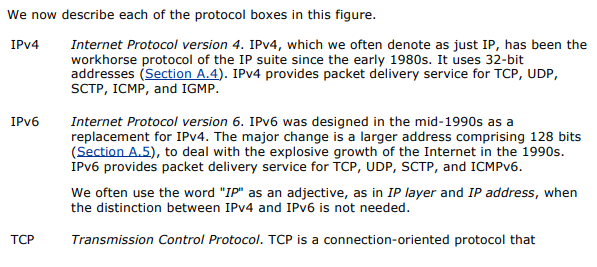 We now describe each of the protocol boxes in this figure.
IPv4 Internet Protocol version 4. IPv4, which we often denote as just IP, has been the
workhorse protocol of the IP suite since the early 1980s. It uses 32-bit
addresses (Section A.4). IPv4 provides packet delivery service for TCP, UDP,
SCTP, ICMP, and IGMP.
IPv6 Internet Protocol version 6. IPv6 was designed in the mid-1990s as a
replacement for IPv4. The major change is a larger address comprising 128 bits
(Section A.5), to deal with the explosive growth of the Internet in the 1990s.
IPv6 provides packet delivery service for TCP, UDP, SCTP, and ICMPv6.
We often use the word "IP" as an adjective, as in IP layer and IP address, when
the distinction between IPv4 and IPv6 is not needed.
TCP Transmission Control Protocol. TCP is a connection-oriented protocol that